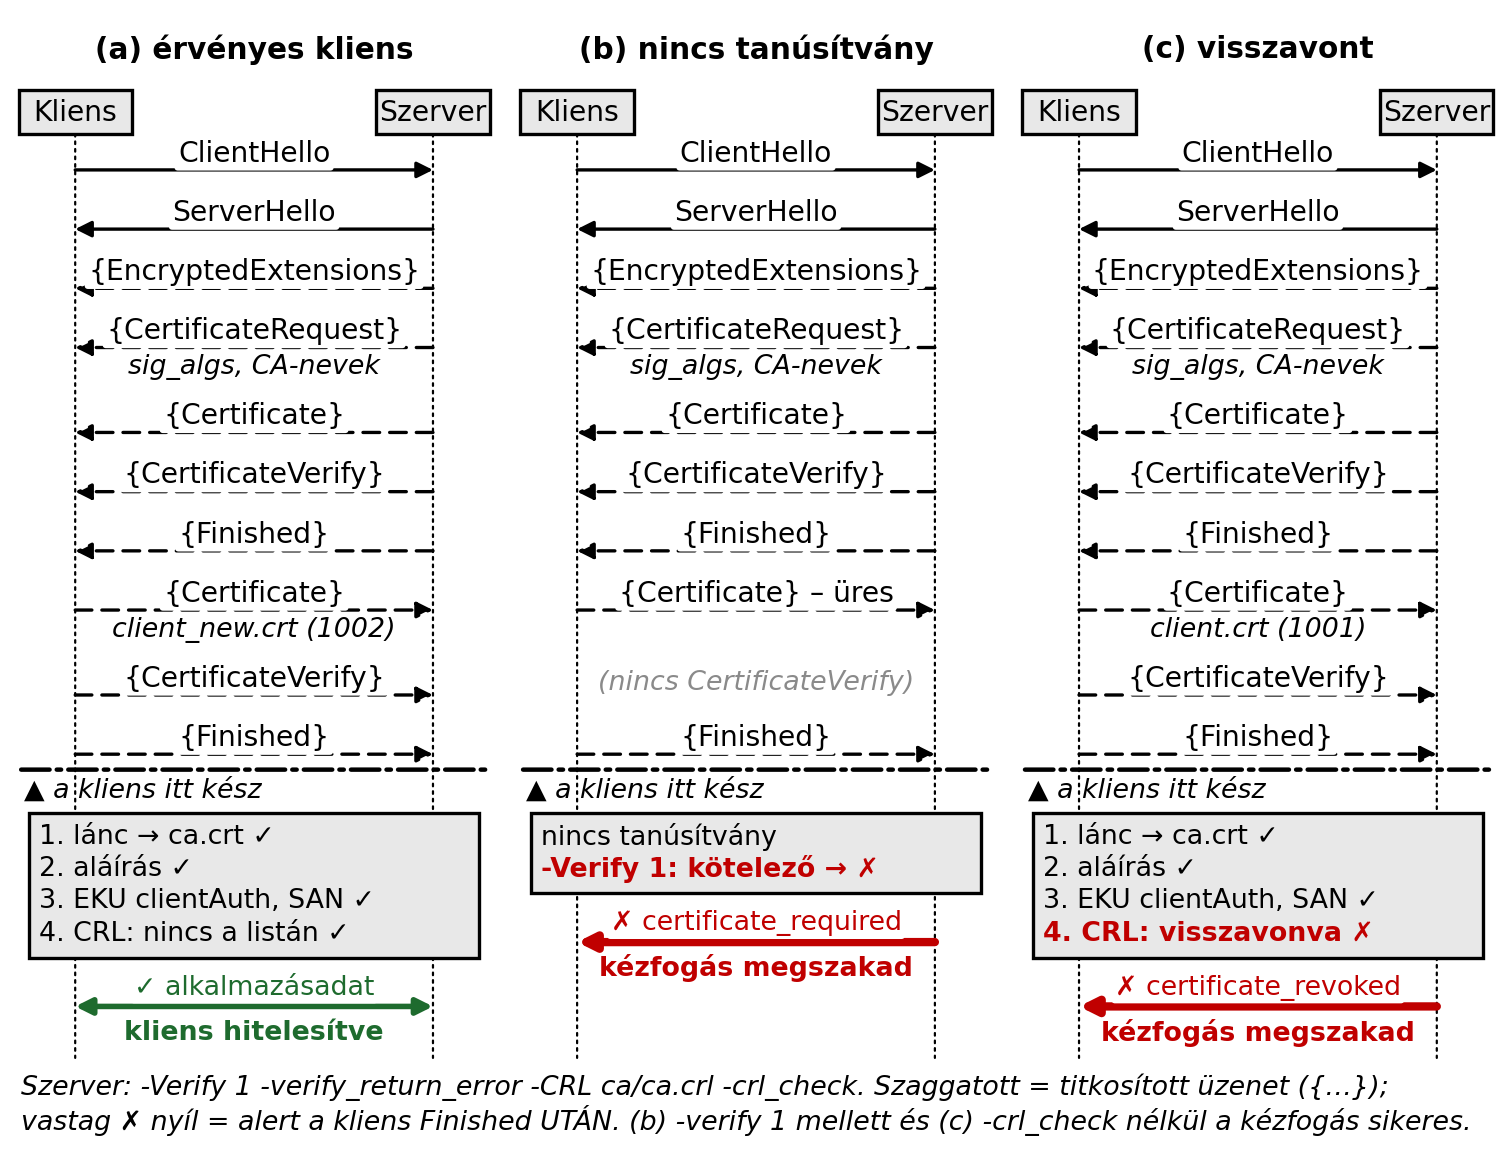 (a) érvényes kliens
Kliens
Szerver
ClientHello
ServerHello
{EncryptedExtensions}
{CertificateRequest}
sig_algs, CA-nevek
{Certificate}
{CertificateVerify}
{Finished}
{Certificate}
client_new.crt (1002)
{CertificateVerify}
{Finished}
▲ a kliens itt kész
1. lánc → ca.crt ✓
2. aláírás ✓
3. EKU clientAuth, SAN ✓
4. CRL: nincs a listán ✓
✓ alkalmazásadat
kliens hitelesítve
(b) nincs tanúsítvány
Kliens
Szerver
ClientHello
ServerHello
{EncryptedExtensions}
{CertificateRequest}
sig_algs, CA-nevek
{Certificate}
{CertificateVerify}
{Finished}
{Certificate} – üres
(nincs CertificateVerify)
{Finished}
▲ a kliens itt kész
nincs tanúsítvány
-Verify 1: kötelező → ✗
✗ certificate_required
kézfogás megszakad
(c) visszavont
Kliens
Szerver
ClientHello
ServerHello
{EncryptedExtensions}
{CertificateRequest}
sig_algs, CA-nevek
{Certificate}
{CertificateVerify}
{Finished}
{Certificate}
client.crt (1001)
{CertificateVerify}
{Finished}
▲ a kliens itt kész
1. lánc → ca.crt ✓
2. aláírás ✓
3. EKU clientAuth, SAN ✓
4. CRL: visszavonva ✗
✗ certificate_revoked
kézfogás megszakad
Szerver: -Verify 1 -verify_return_error -CRL ca/ca.crl -crl_check. Szaggatott = titkosított üzenet ({…});
vastag ✗ nyíl = alert a kliens Finished UTÁN. (b) -verify 1 mellett és (c) -crl_check nélkül a kézfogás sikeres.